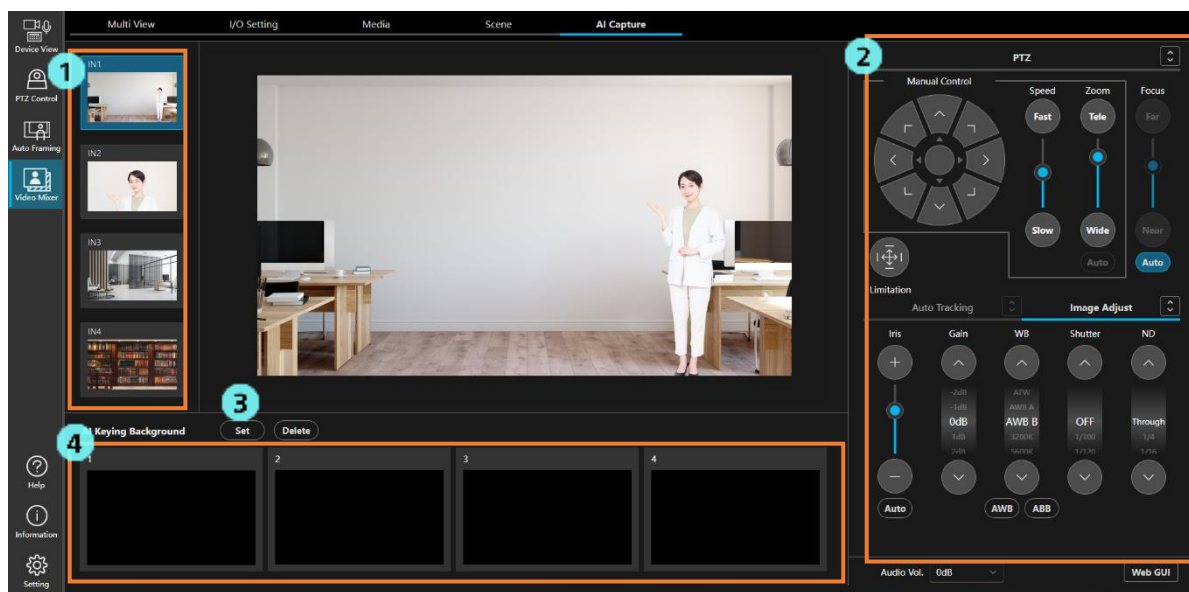 Multi View
I/O Setting
Media
Scene
AI Capture
Device View
PTZ Control
Auto Framing
Video Mixer
Help
Information
Setting
1
IN1
IN2
IN3
IN4
2
PTZ
Manual Control
Speed
Zoom
Focus
Fast
Tele
Far
Slow
Wide
Near
Auto
Auto
Limitation
Auto Tracking
Image Adjust
Iris
Gain
WB
Shutter
ND
-2dB
ATW
-1dB
AWB A
0dB
AWB B
OFF
Through
1dB
3200K
1/100
1/4
2dB
5600K
1/120
1/16
Auto
AWB
ABB
Audio Vol.
0dB
Web GUI
3
Keying Background
Set
Delete
4
1
2
3
4